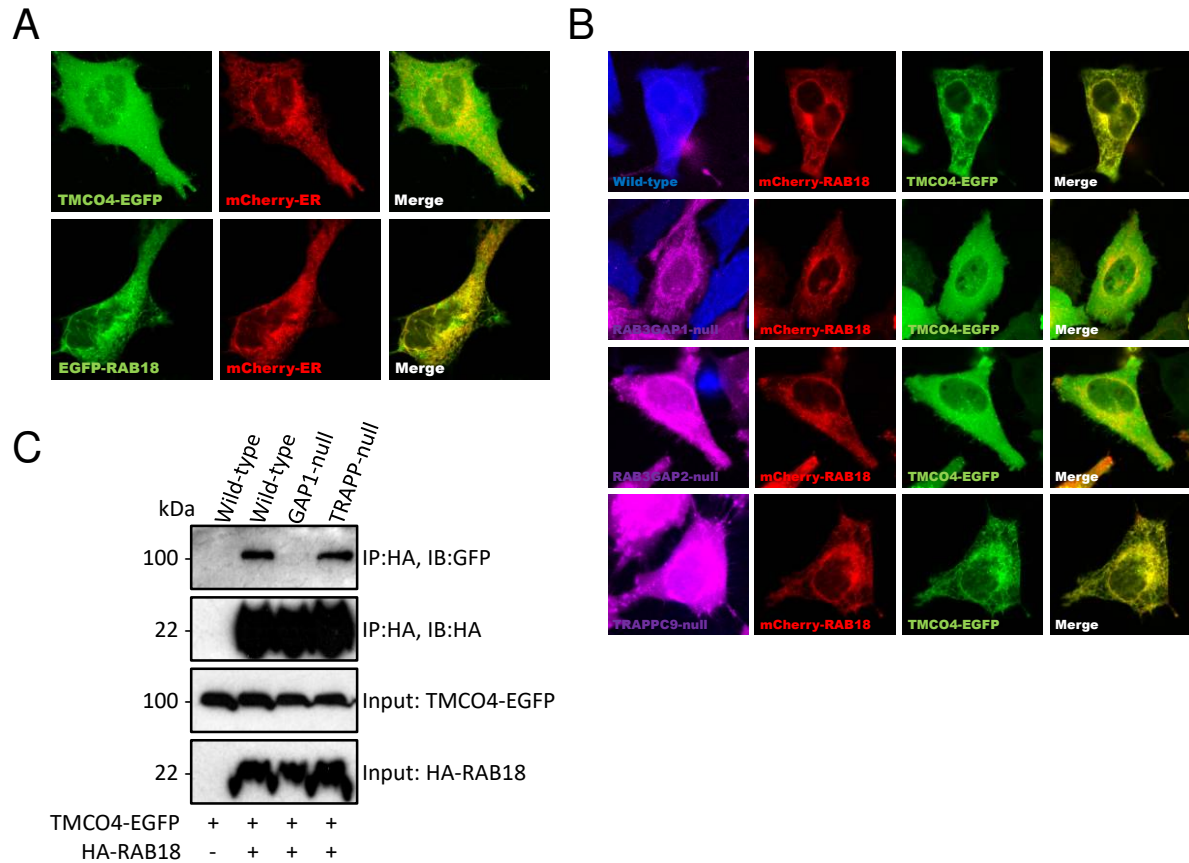 A
TMCO4-EGFP mCherry-ER Merge
EGFP-RAB18 mCherry-ER Merge
B
Wild-type mCherry-RAB18 TMCO4-EGFP Merge
RAB3GAP1-null mCherry-RAB18 TMCO4-EGFP Merge
RAB3GAP2-null mCherry-RAB18 TMCO4-EGFP Merge
TRAPPC9-null mCherry-RAB18 TMCO4-EGFP Merge
C
kDa Wild-type Wild-type GAP1-null TRAPP-null
100 - IP:HA, IB:GFP
22 - IP:HA, IB:HA
100 - Input: TMCO4-EGFP
22 - Input: HA-RAB18
TMCO4-EGFP + + + +
HA-RAB18 - + + +